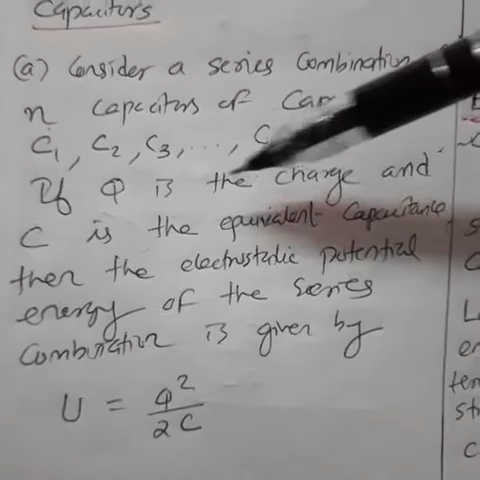 Capacitors
(a) Consider a series Combination
n capacitors of
C1, C2, C3, ..., C
If Q is the charge and
C is the equivalent Capacitance,
then the electrostatic potential
energy of the series
Combination is given by
U = Q²/2C